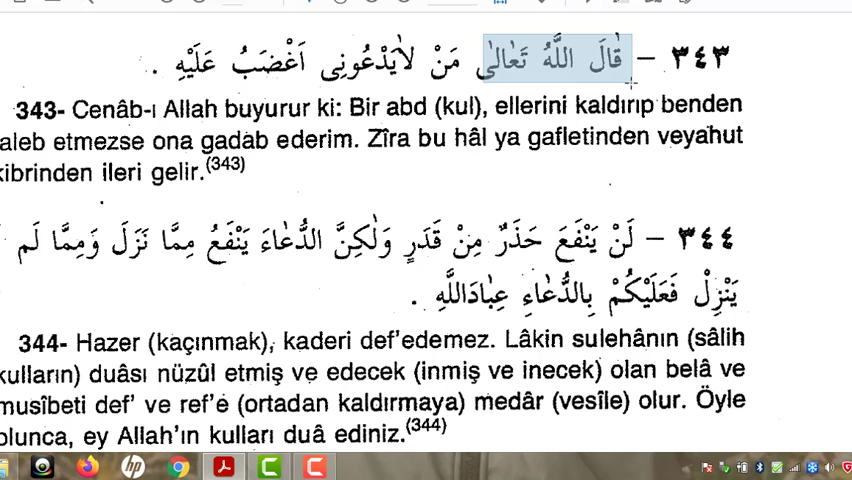 ٣٤٣ – قَالَ اللَّهُ تَعَالٰى مَنْ لاَيَدْعُونِى اَغْضَبُ عَلَيْهِ .
343- Cenâb-ı Allah buyurur ki: Bir abd (kul), ellerini kaldırıp benden
taleb etmezse ona gadab ederim. Zîra bu hâl ya gafletinden veyahut
kibrinden ileri gelir.(343)
٣٤٤ – لَنْ يَنْفَعَ حَذَرٌ مِنْ قَدَرٍ وَلٰكِنَّ الدُّعَاءَ يَنْفَعُ مِمَّا نَزَلَ وَمِمَّا لَم
يَنْزِلْ فَعَلَيْكُمْ بِالدُّعَاءِ عِبَادَاللَّهِ .
344- Hazer (kaçınmak), kaderi def'edemez. Lâkin sulehânın (sâlih
kulların) duâsı nüzûl etmiş ve edecek (inmiş ve inecek) olan belâ ve
musîbeti def' ve ref'e (ortadan kaldırmaya) medâr (vesîle) olur. Öyle
olunca, ey Allah'ın kulları duâ ediniz.(344)